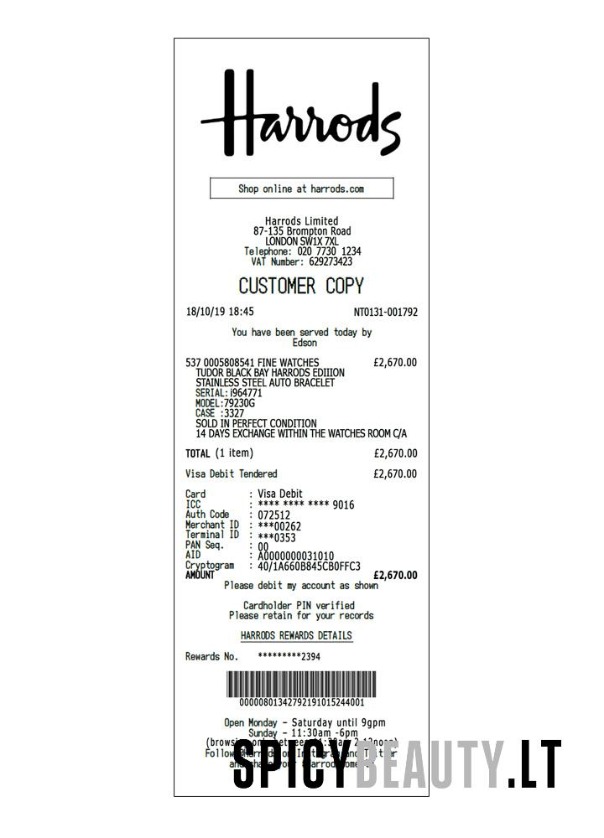 Harrods
Shop online at harrods.com
Harrods Limited
87-135 Brompton Road
LONDON SW1X 7XL
Telephone: 020 7730 1234
VAT Number: 629273423
CUSTOMER COPY
18/10/19 18:45 NT0131-001792
You have been served today by
Edson
537 0005808541 FINE WATCHES £2,670.00
TUDOR BLACK BAY HARRODS EDIIION
STAINLESS STEEL AUTO BRACELET
SERIAL: i964771
MODEL:79230G
CASE :3327
SOLD IN PERFECT CONDITION
14 DAYS EXCHANGE WITHIN THE WATCHES ROOM C/A
TOTAL (1 item) £2,670.00
Visa Debit Tendered £2,670.00
Card : Visa Debit
ICC : **** **** **** 9016
Auth Code : 072512
Merchant ID : ***00262
Terminal ID : ***0353
PAN Seq. : 00
AID : A0000000031010
Cryptogram : 40/1A660B845CB0FFC3
AMOUNT £2,670.00
Please debit my account as shown
Cardholder PIN verified
Please retain for your records
HARRODS REWARDS DETAILS
Rewards No. *********2394
00000801342792191015244001
Open Monday - Saturday until 9pm
Sunday - 11:30am -6pm
Follow
SPICYBEAUTY.LT